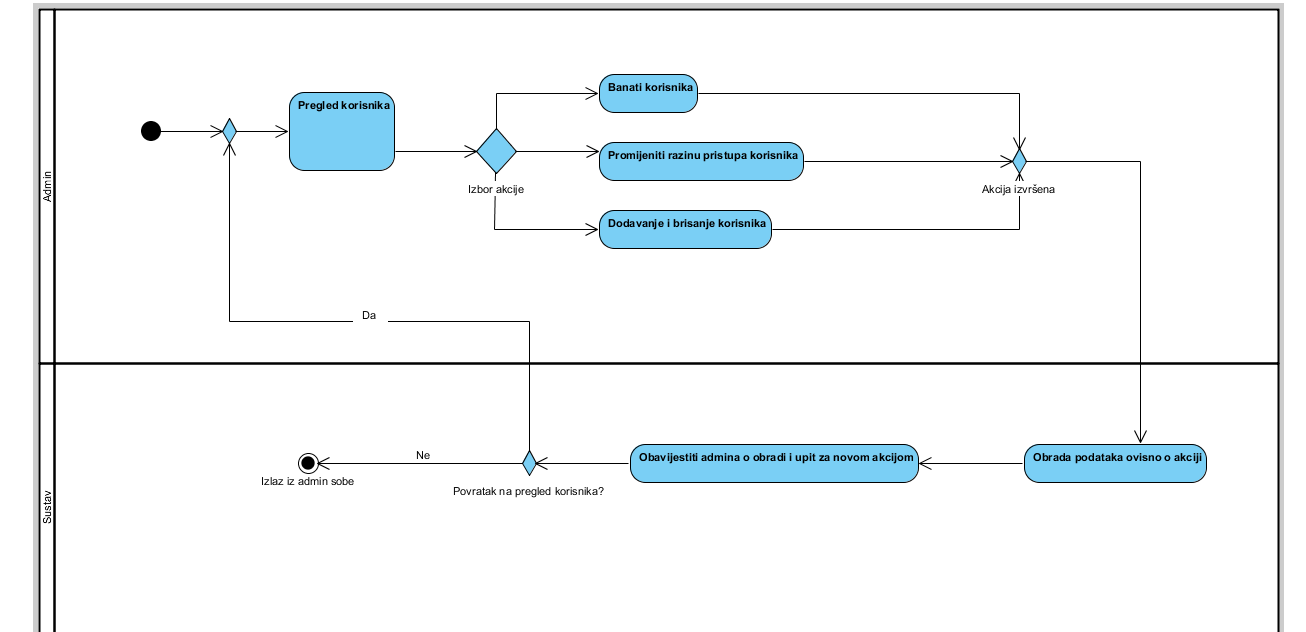 Admin
Pregled korisnika
Izbor akcije
Banati korisnika
Promijeniti razinu pristupa korisnika
Dodavanje i brisanje korisnika
Akcija izvršena
Da
Sustav
Izlaz iz admin sobe
Ne
Povratak na pregled korisnika?
Obavijestiti admina o obradi i upit za novom akcijom
Obrada podataka ovisno o akciji